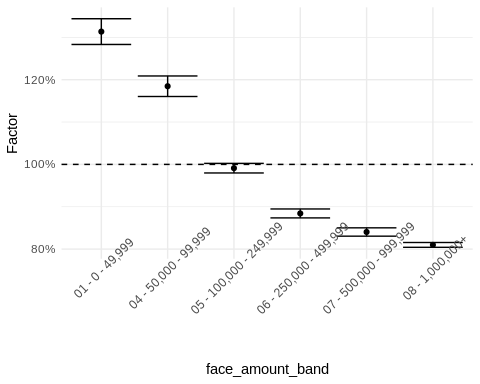 Factor
120%
100%
80%
01 - 0 - 49,999
04 - 50,000 - 99,999
05 - 100,000 - 249,999
06 - 250,000 - 499,999
07 - 500,000 - 999,999
08 - 1,000,000+
face_amount_band